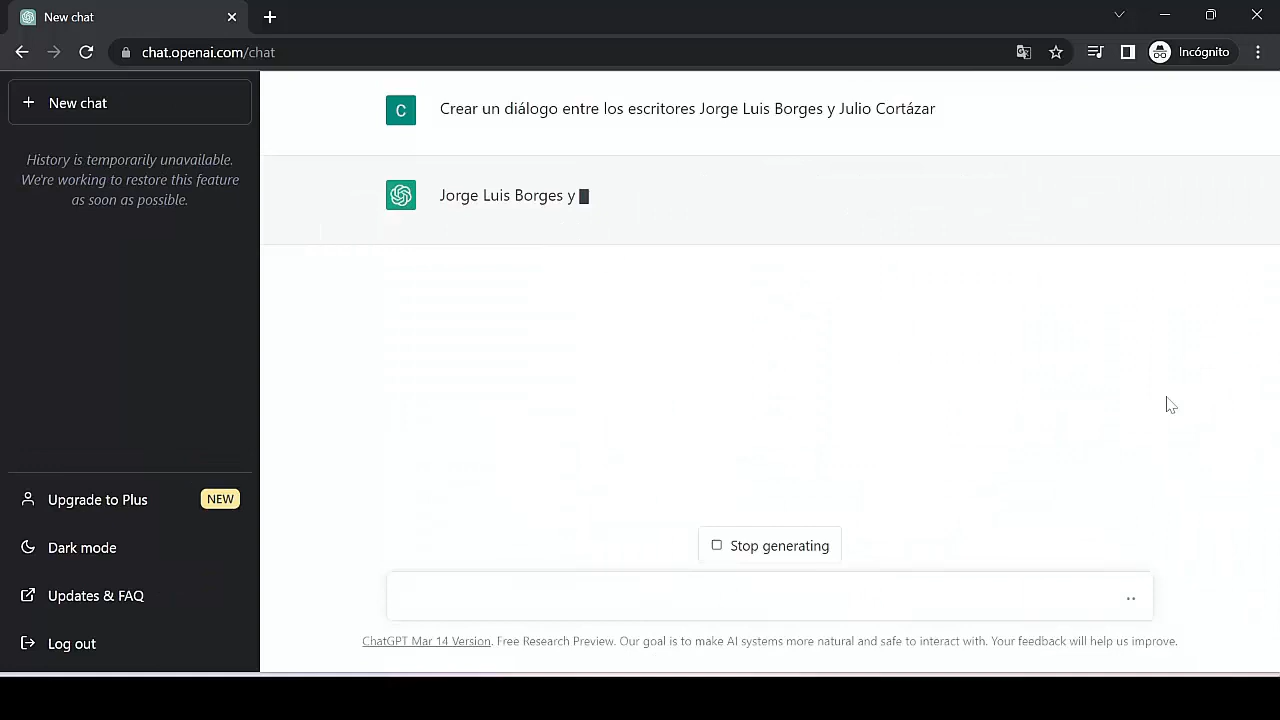 New chat
chat.openai.com/chat
Incógnito
New chat
History is temporarily unavailable.
We're working to restore this feature
as soon as possible.
C
Crear un diálogo entre los escritores Jorge Luis Borges y Julio Cortázar
Jorge Luis Borges y
Upgrade to Plus
NEW
Dark mode
Updates & FAQ
Log out
Stop generating
ChatGPT Mar 14 Version. Free Research Preview. Our goal is to make AI systems more natural and safe to interact with. Your feedback will help us improve.